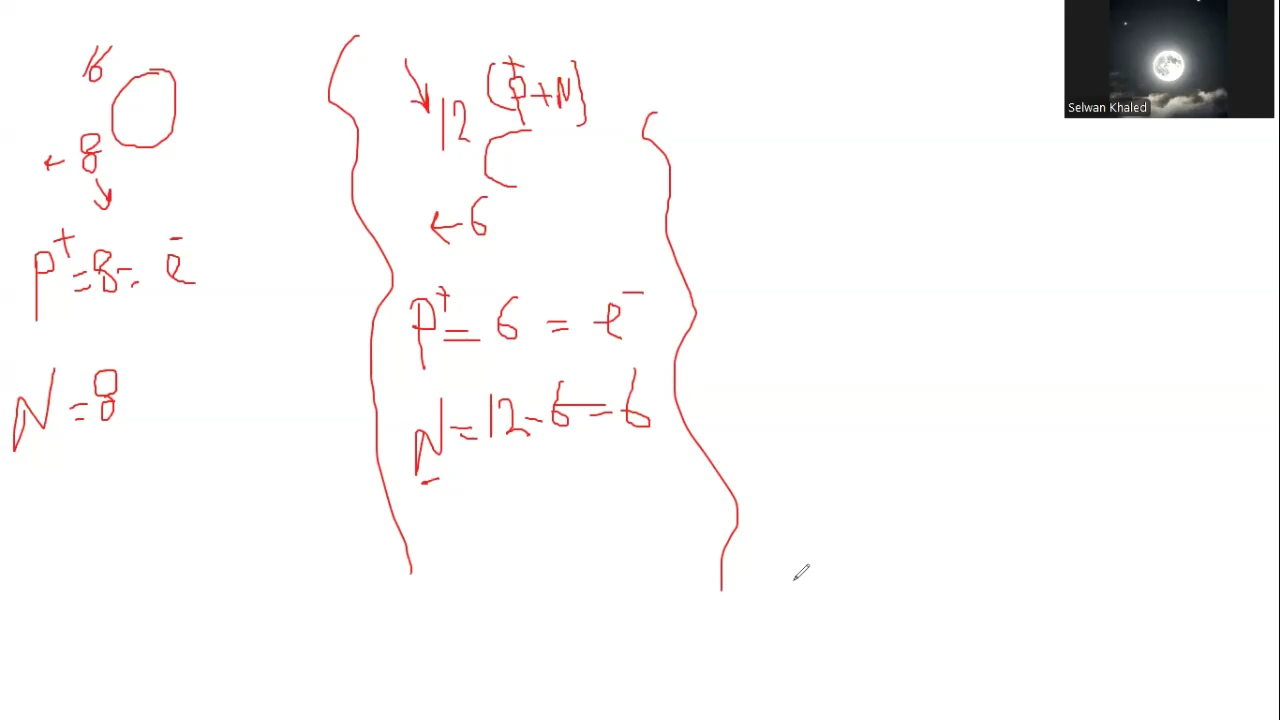 16
O
8
P+ = 8 = e-
N = 8
12 (P+ + N)
C
← 6
P+ = 6 = e-
N = 12 - 6 = 6
Selwan Khaled